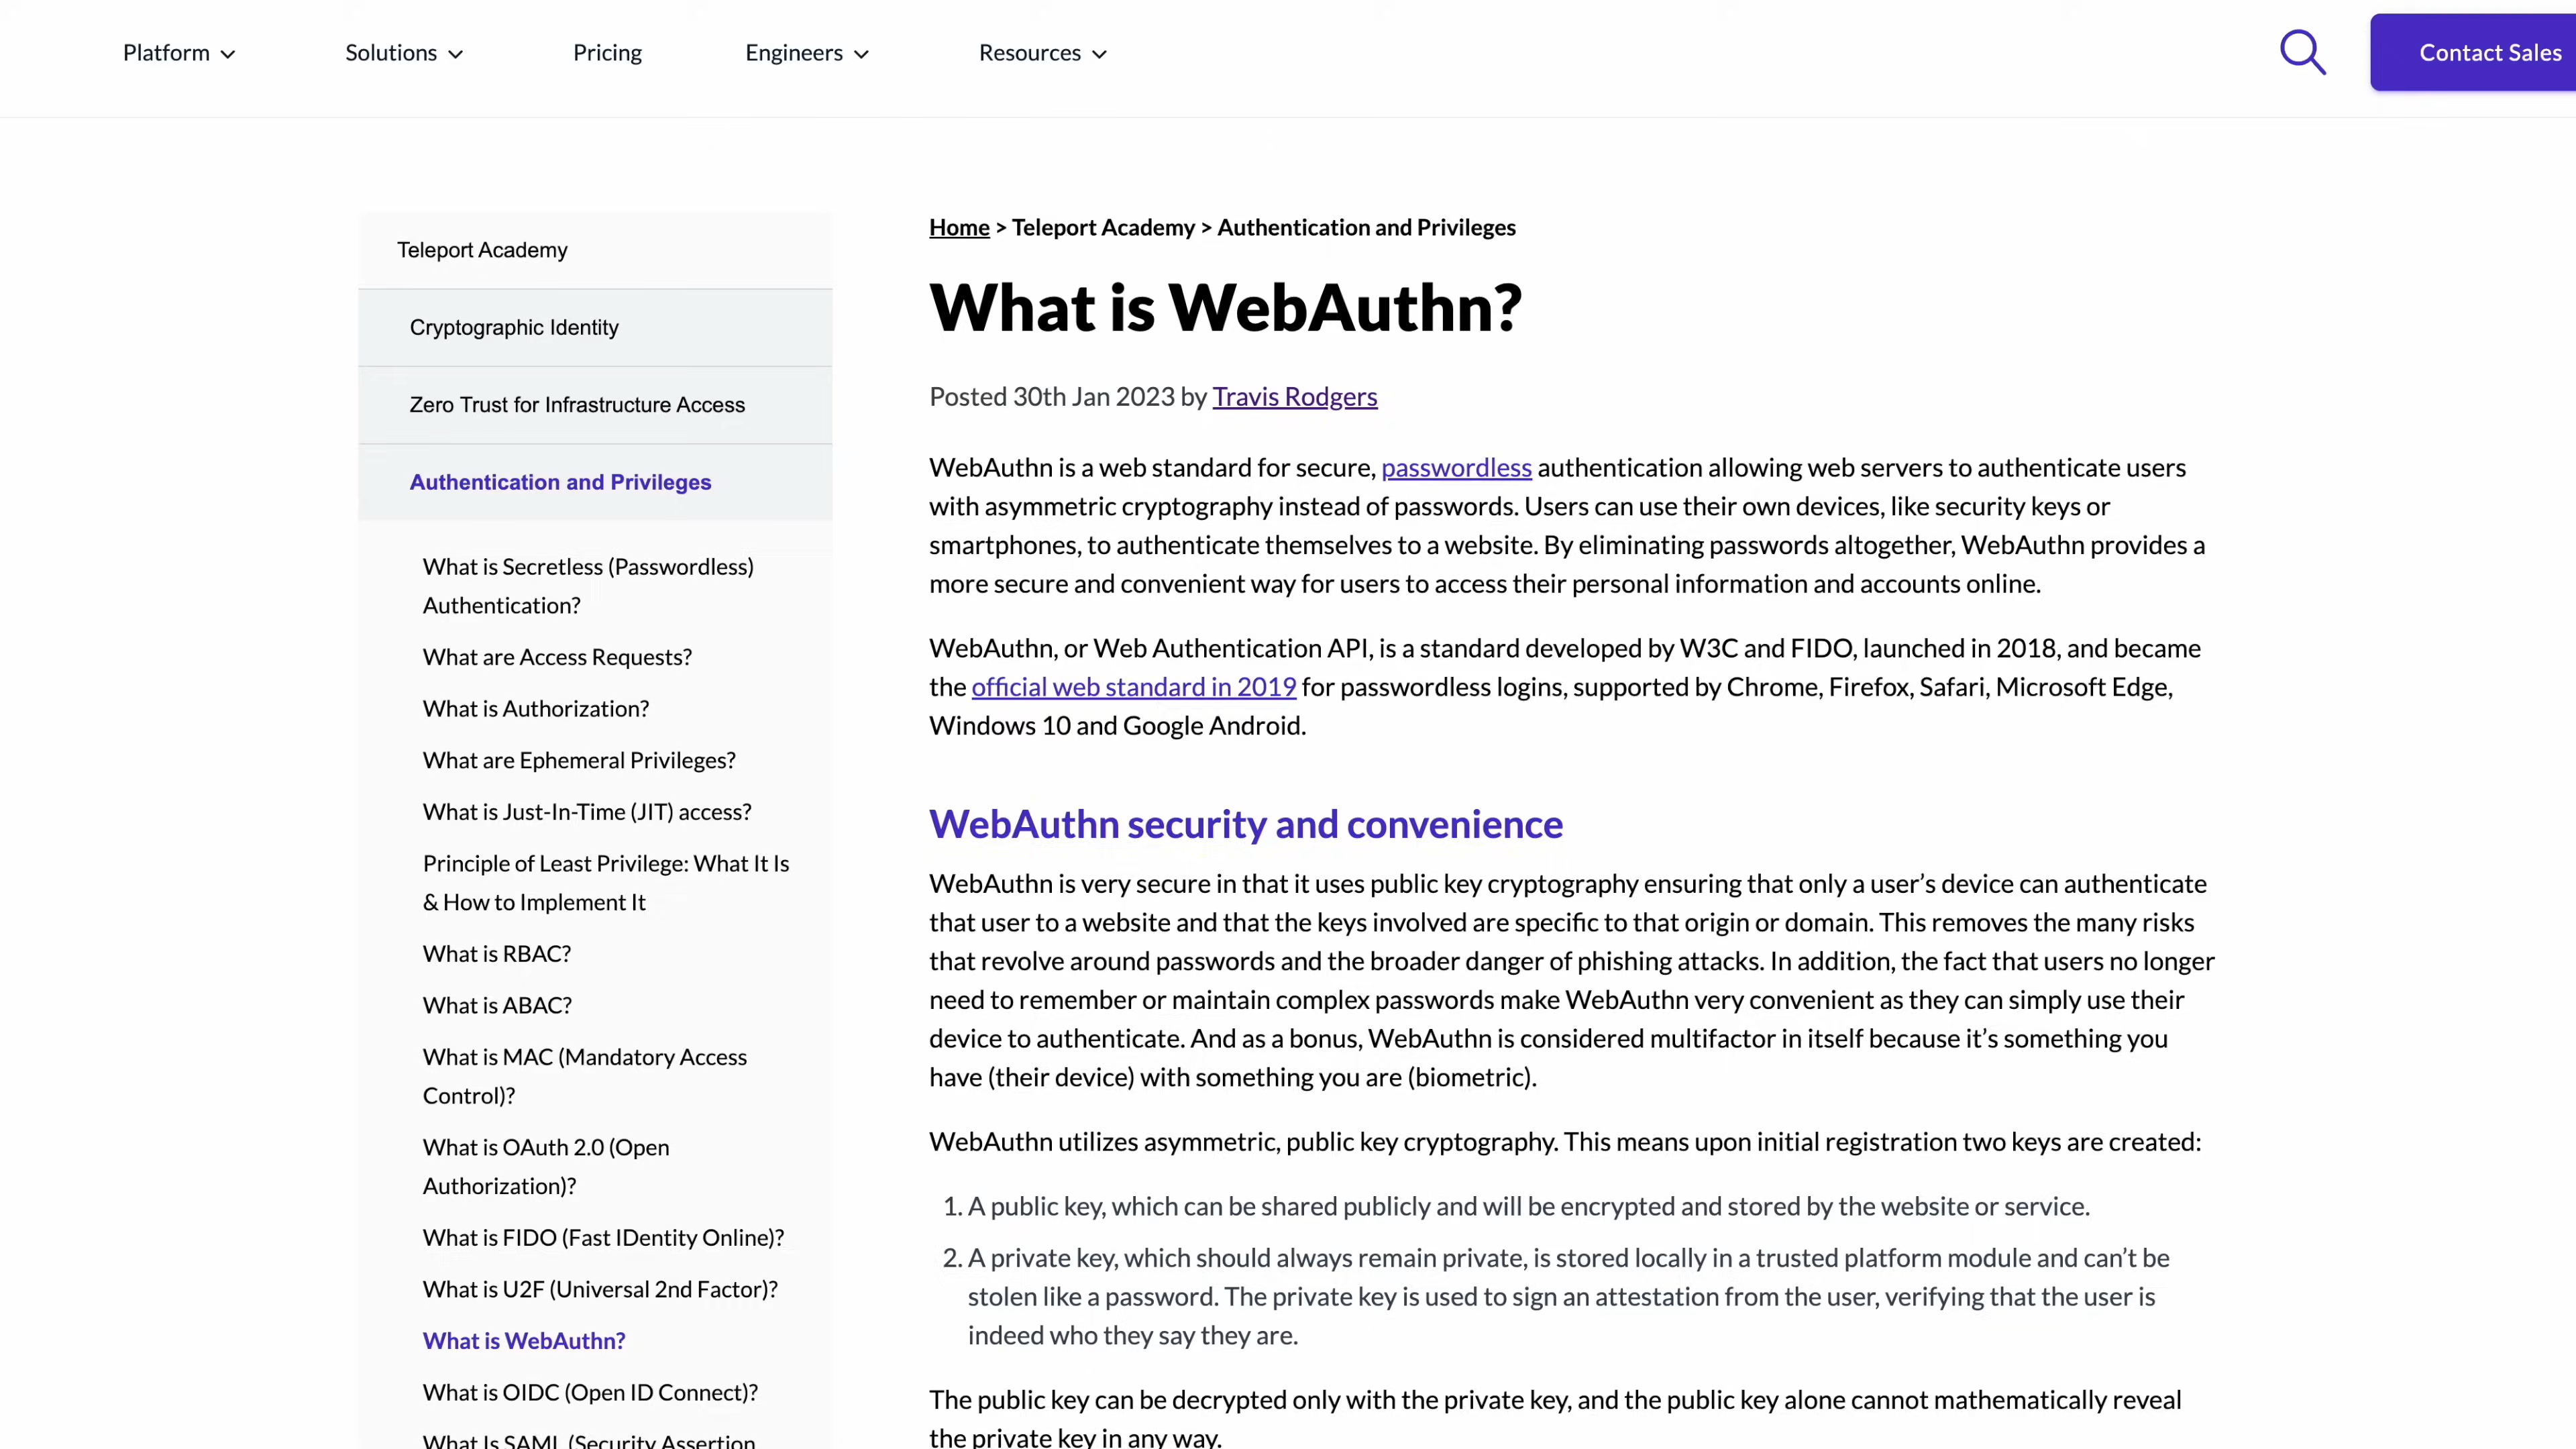 Platform
Solutions
Pricing
Engineers
Resources
Contact Sales
Teleport Academy
Cryptographic Identity
Zero Trust for Infrastructure Access
Authentication and Privileges
What is Secretless (Passwordless)
Authentication?
What are Access Requests?
What is Authorization?
What are Ephemeral Privileges?
What is Just-In-Time (JIT) access?
Principle of Least Privilege: What It Is
& How to Implement It
What is RBAC?
What is ABAC?
What is MAC (Mandatory Access
Control)?
What is OAuth 2.0 (Open
Authorization)?
What is FIDO (Fast IDentity Online)?
What is U2F (Universal 2nd Factor)?
What is WebAuthn?
What is OIDC (Open ID Connect)?
What Is SAML (Security Assertion
Home > Teleport Academy > Authentication and Privileges
What is WebAuthn?
Posted 30th Jan 2023 by Travis Rodgers
WebAuthn is a web standard for secure, passwordless authentication allowing web servers to authenticate users
with asymmetric cryptography instead of passwords. Users can use their own devices, like security keys or
smartphones, to authenticate themselves to a website. By eliminating passwords altogether, WebAuthn provides a
more secure and convenient way for users to access their personal information and accounts online.
WebAuthn, or Web Authentication API, is a standard developed by W3C and FIDO, launched in 2018, and became
the official web standard in 2019 for passwordless logins, supported by Chrome, Firefox, Safari, Microsoft Edge,
Windows 10 and Google Android.
WebAuthn security and convenience
WebAuthn is very secure in that it uses public key cryptography ensuring that only a user’s device can authenticate
that user to a website and that the keys involved are specific to that origin or domain. This removes the many risks
that revolve around passwords and the broader danger of phishing attacks. In addition, the fact that users no longer
need to remember or maintain complex passwords make WebAuthn very convenient as they can simply use their
device to authenticate. And as a bonus, WebAuthn is considered multifactor in itself because it’s something you
have (their device) with something you are (biometric).
WebAuthn utilizes asymmetric, public key cryptography. This means upon initial registration two keys are created:
1. A public key, which can be shared publicly and will be encrypted and stored by the website or service.
2. A private key, which should always remain private, is stored locally in a trusted platform module and can’t be
stolen like a password. The private key is used to sign an attestation from the user, verifying that the user is
indeed who they say they are.
The public key can be decrypted only with the private key, and the public key alone cannot mathematically reveal
the private key in any way.